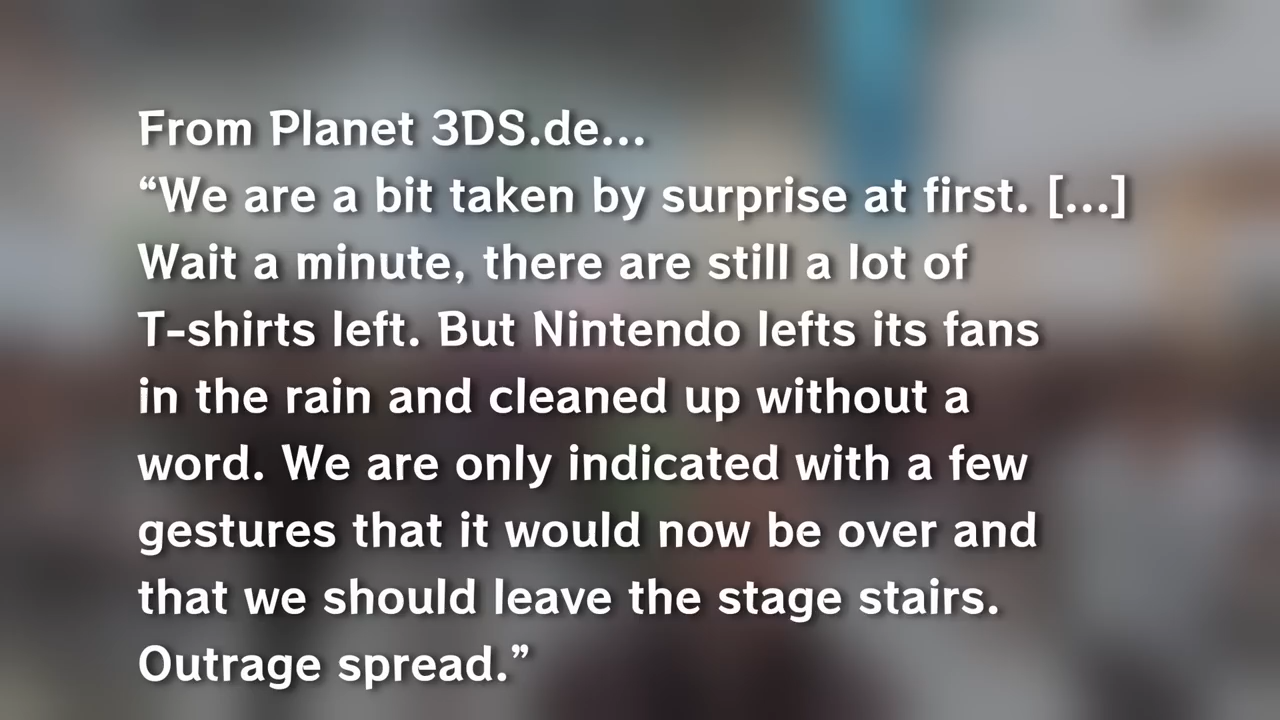 From Planet 3DS.de...
“We are a bit taken by surprise at first. [...]
Wait a minute, there are still a lot of
T-shirts left. But Nintendo lefts its fans
in the rain and cleaned up without a
word. We are only indicated with a few
gestures that it would now be over and
that we should leave the stage stairs.
Outrage spread.”